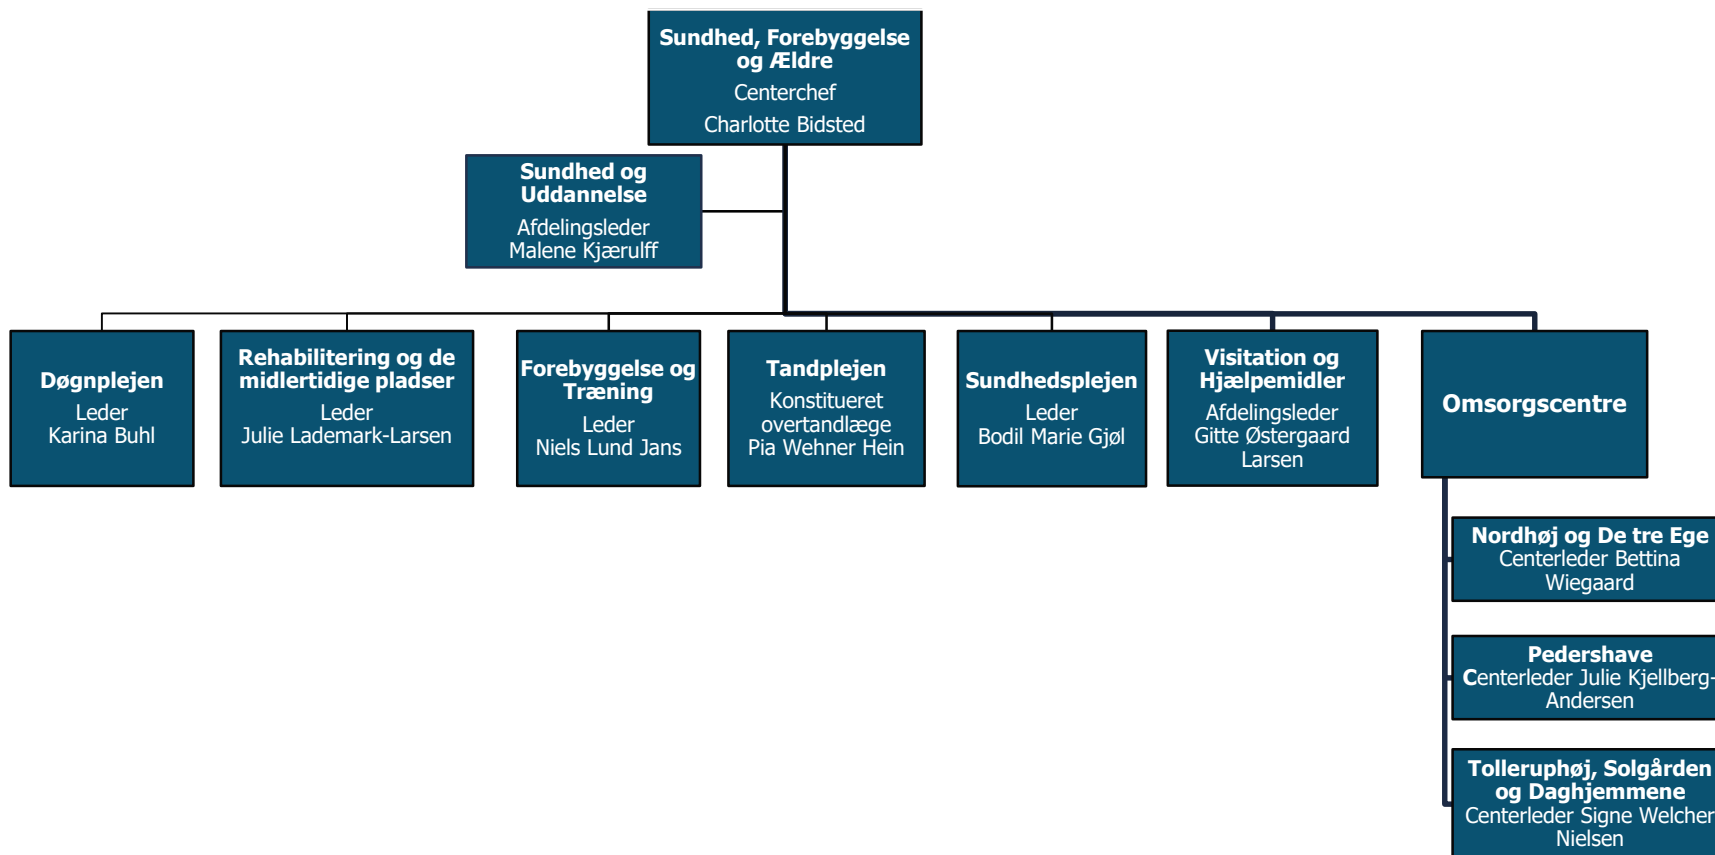 Sundhed, Forebyggelse
og Ældre
Centerchef
Charlotte Bidsted
Sundhed og
Uddannelse
Afdelingsleder
Malene Kjærulff
Døgnplejen
Leder
Karina Buhl
Rehabilitering og de
midlertidige pladser
Leder
Julie Lademark-Larsen
Forebyggelse og
Træning
Leder
Niels Lund Jans
Tandplejen
Konstitueret
overtandlæge
Pia Wehner Hein
Sundhedsplejen
Leder
Bodil Marie Gjøl
Visitation og
Hjælpemidler
Afdelingsleder
Gitte Østergaard
Larsen
Omsorgscentre
Nordhøj og De tre Ege
Centerleder Bettina
Wiegaard
Pedershave
Centerleder Julie Kjellberg-
Andersen
Tolleruphøj, Solgården
og Daghjemmene
Centerleder Signe Welcher
Nielsen